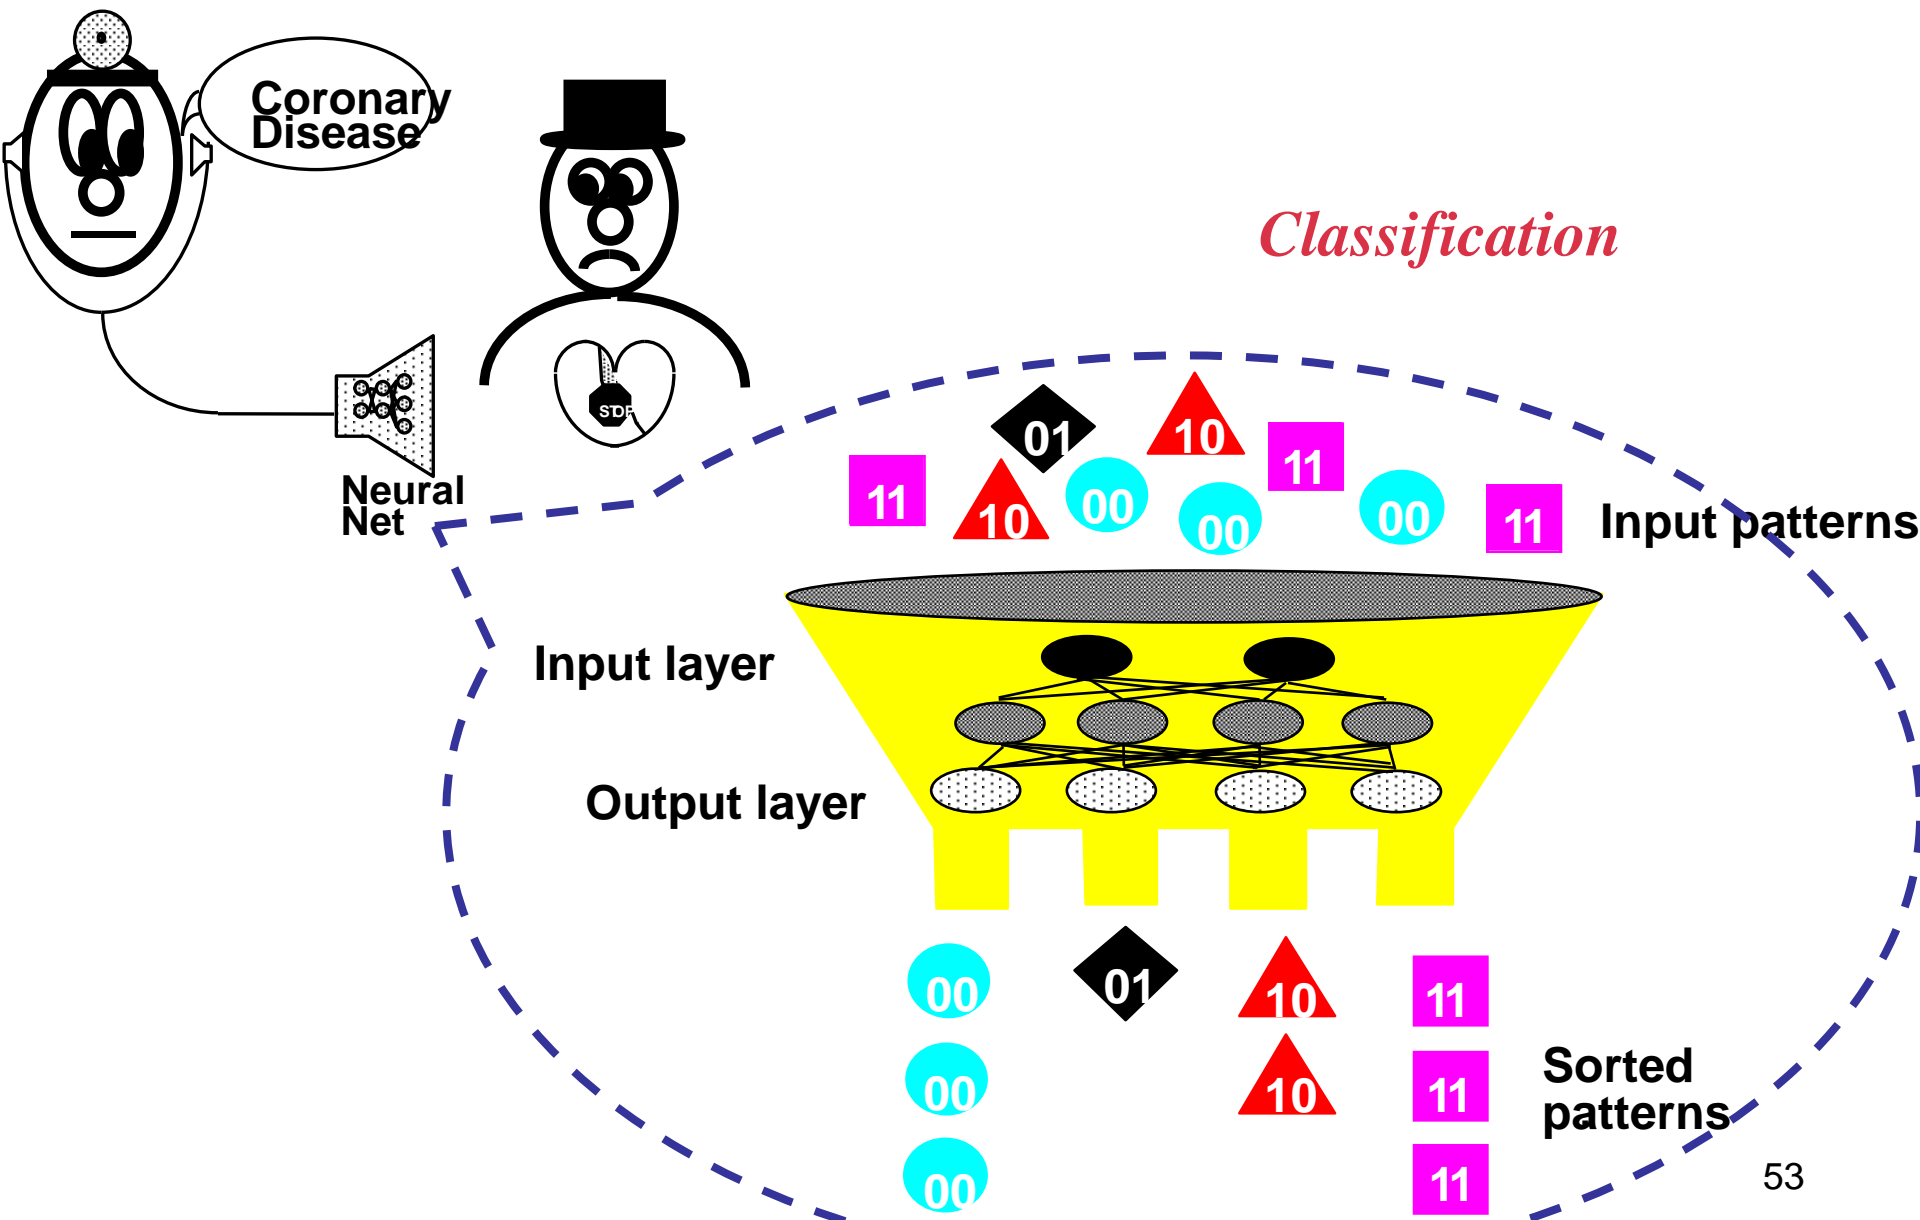 Coronary
Disease
Classification
STOP
Neural
Net
01
10
11
11
10
00
00
00
11
Input patterns
Input layer
Output layer
00
01
10
11
00
10
11
Sorted
patterns
00
11
53